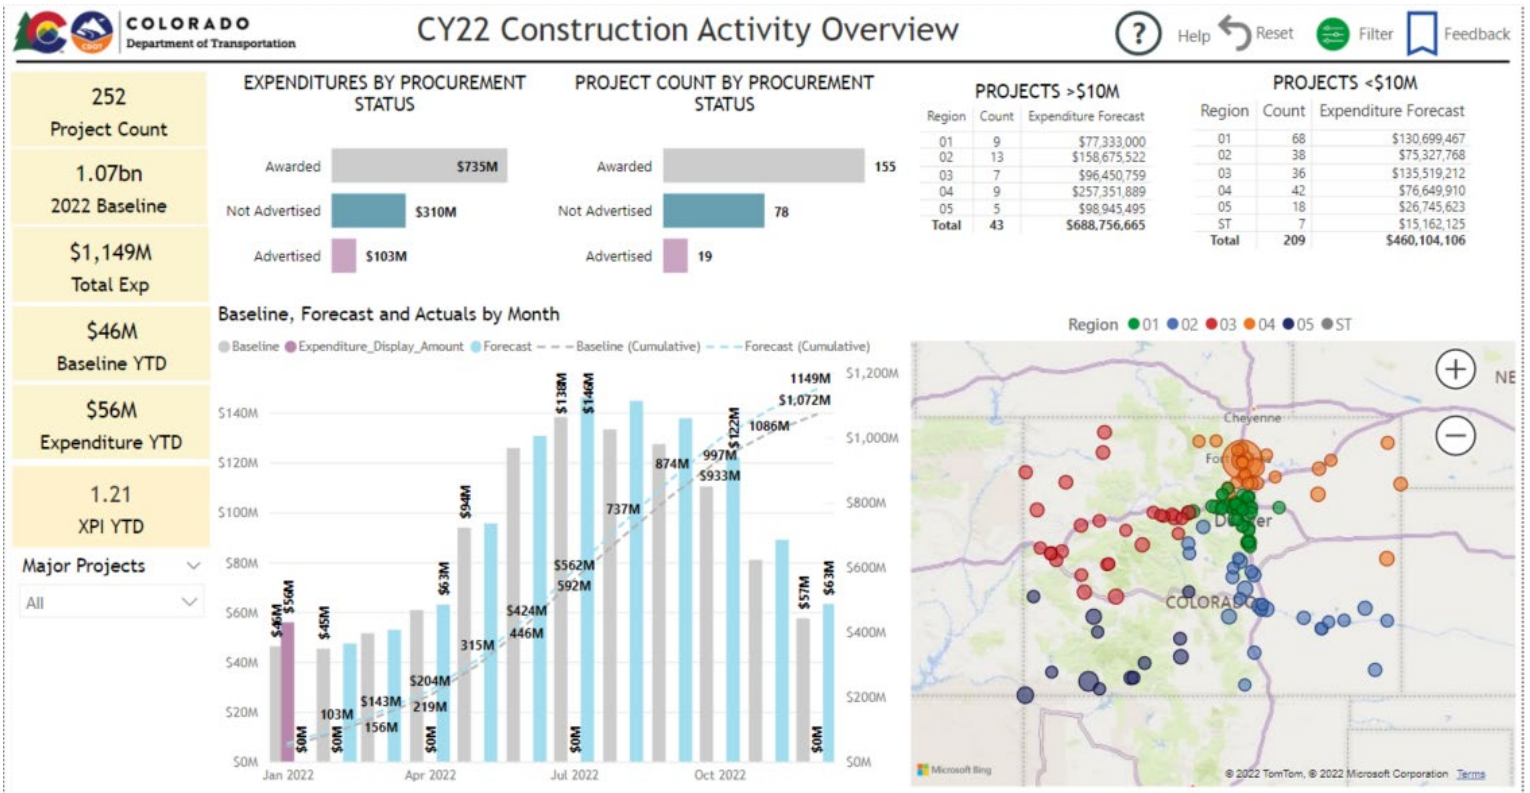 COLORADO
Department of Transportation
CDOT
CY22 Construction Activity Overview
? Help Reset Filter Feedback
252
Project Count
1.07bn
2022 Baseline
$1,149M
Total Exp
$46M
Baseline YTD
$56M
Expenditure YTD
1.21
XPI YTD
Major Projects
All
EXPENDITURES BY PROCUREMENT
STATUS
Awarded $735M
Not Advertised $310M
Advertised $103M
PROJECT COUNT BY PROCUREMENT
STATUS
Awarded 155
Not Advertised 78
Advertised 19
PROJECTS >$10M
Region Count Expenditure Forecast
01 9 $77,333,000
02 13 $158,675,522
03 7 $96,450,759
04 9 $257,351,889
05 5 $98,945,495
Total 43 $688,756,665
PROJECTS <$10M
Region Count Expenditure Forecast
01 68 $130,699,467
02 38 $75,327,768
03 36 $135,519,212
04 42 $76,649,910
05 18 $26,745,623
ST 7 $15,162,125
Total 209 $460,104,106
Baseline, Forecast and Actuals by Month
Baseline Expenditure_Display_Amount Forecast Baseline (Cumulative) Forecast (Cumulative)
$140M
$120M
$100M
$80M
$60M
$40M
$20M
$0M
$1,200M
$1,000M
$800M
$600M
$400M
$200M
$0M
$46M
$56M
$0M
$45M
$0M
$63M
$0M
$94M
$138M
$146M
$0M
$122M
$57M
$63M
$0M
103M
$143M
156M
$204M
219M
315M
$424M
446M
$562M
592M
737M
874M
997M
$933M
1086M
1149M
$1,072M
Jan 2022 Apr 2022 Jul 2022 Oct 2022
Region 01 02 03 04 05 ST
+
−
NE
Cheyenne
COLORADO
Microsoft Bing
© 2022 TomTom, © 2022 Microsoft Corporation Terms